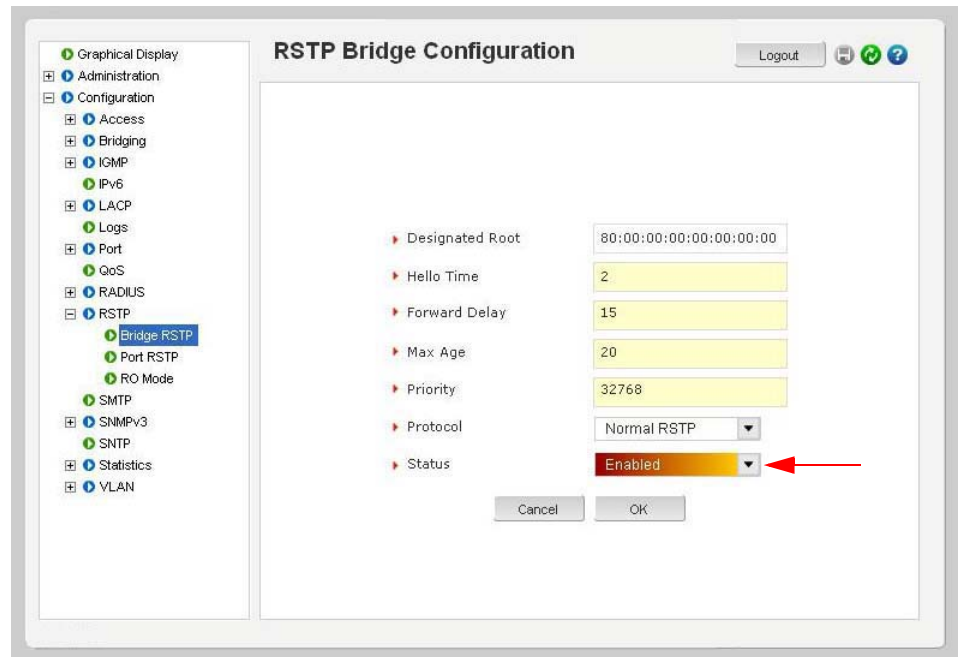 Graphical Display
Administration
Configuration
Access
Bridging
IGMP
IPv6
LACP
Logs
Port
QoS
RADIUS
RSTP
Bridge RSTP
Port RSTP
RO Mode
SMTP
SNMPv3
SNTP
Statistics
VLAN
RSTP Bridge Configuration
Logout
?
Designated Root 80:00:00:00:00:00:00:00
Hello Time 2
Forward Delay 15
Max Age 20
Priority 32768
Protocol Normal RSTP
Status Enabled
Cancel OK